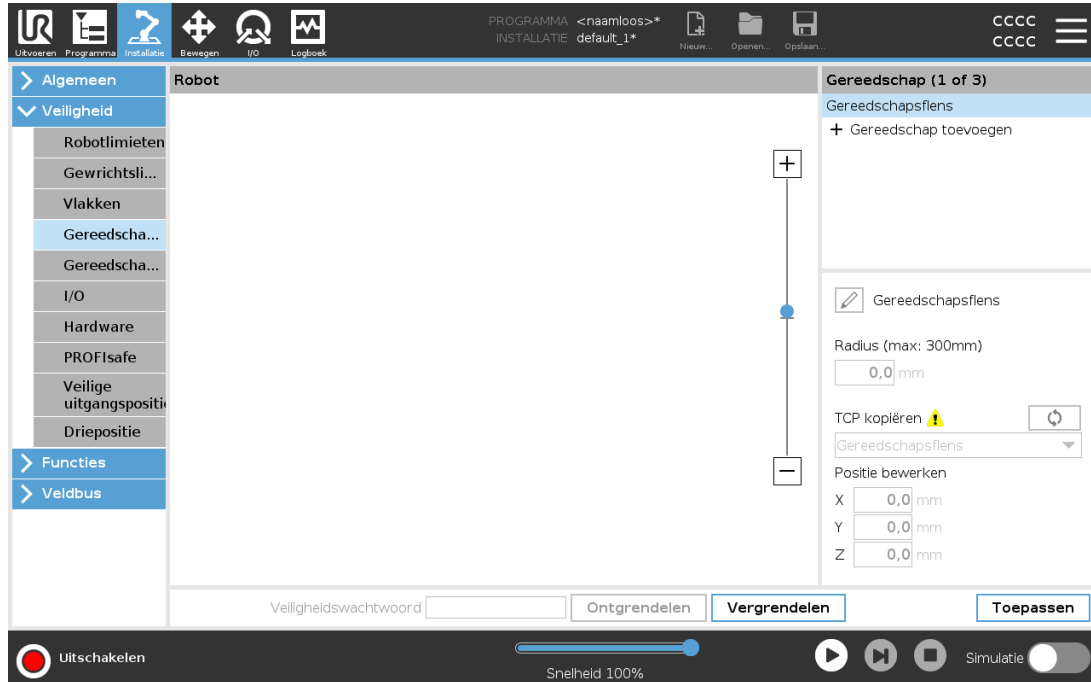 PROGRAMMA <naamloos>*
INSTALLATIE default_1*
Uitvoeren Programma Installatie Bewegen I/O Logboek Nieuw... Openen... Opslaan...
CCCC
CCCC
Algemeen
Veiligheid
Robotlimieten
Gewrichtsli...
Vlakken
Gereedscha...
Gereedscha...
I/O
Hardware
PROFIsafe
Veilige
uitgangspositi
Driepositie
Functies
Veldbus
Robot
+
−
Gereedschap (1 of 3)
Gereedschapsflens
+ Gereedschap toevoegen
Gereedschapsflens
Radius (max: 300mm)
0,0 mm
TCP kopiëren
Gereedschapsflens
Positie bewerken
X 0,0 mm
Y 0,0 mm
Z 0,0 mm
Veiligheidswachtwoord Ontgrendelen Vergrendelen Toepassen
Uitschakelen
Snelheid 100%
Simulatie